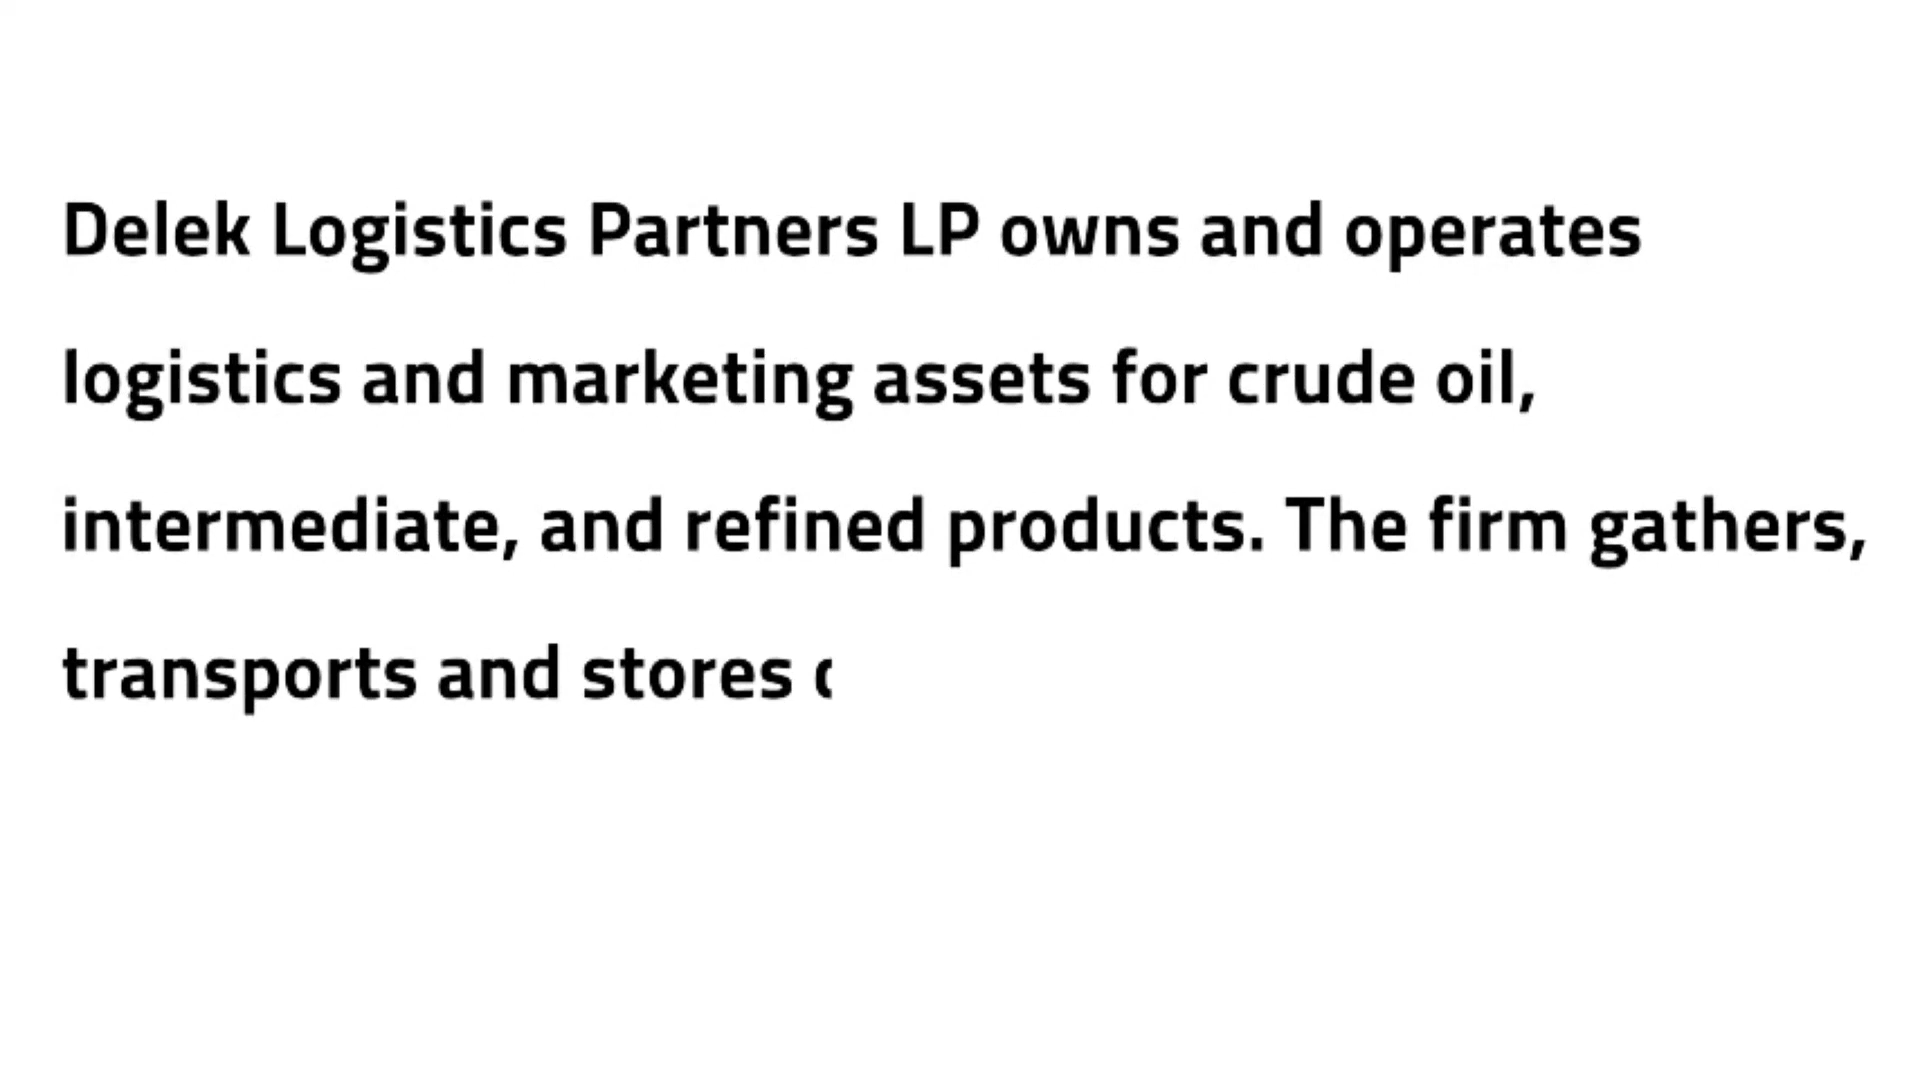 Delek Logistics Partners LP owns and operates
logistics and marketing assets for crude oil,
intermediate, and refined products. The firm gathers,
transports and stores